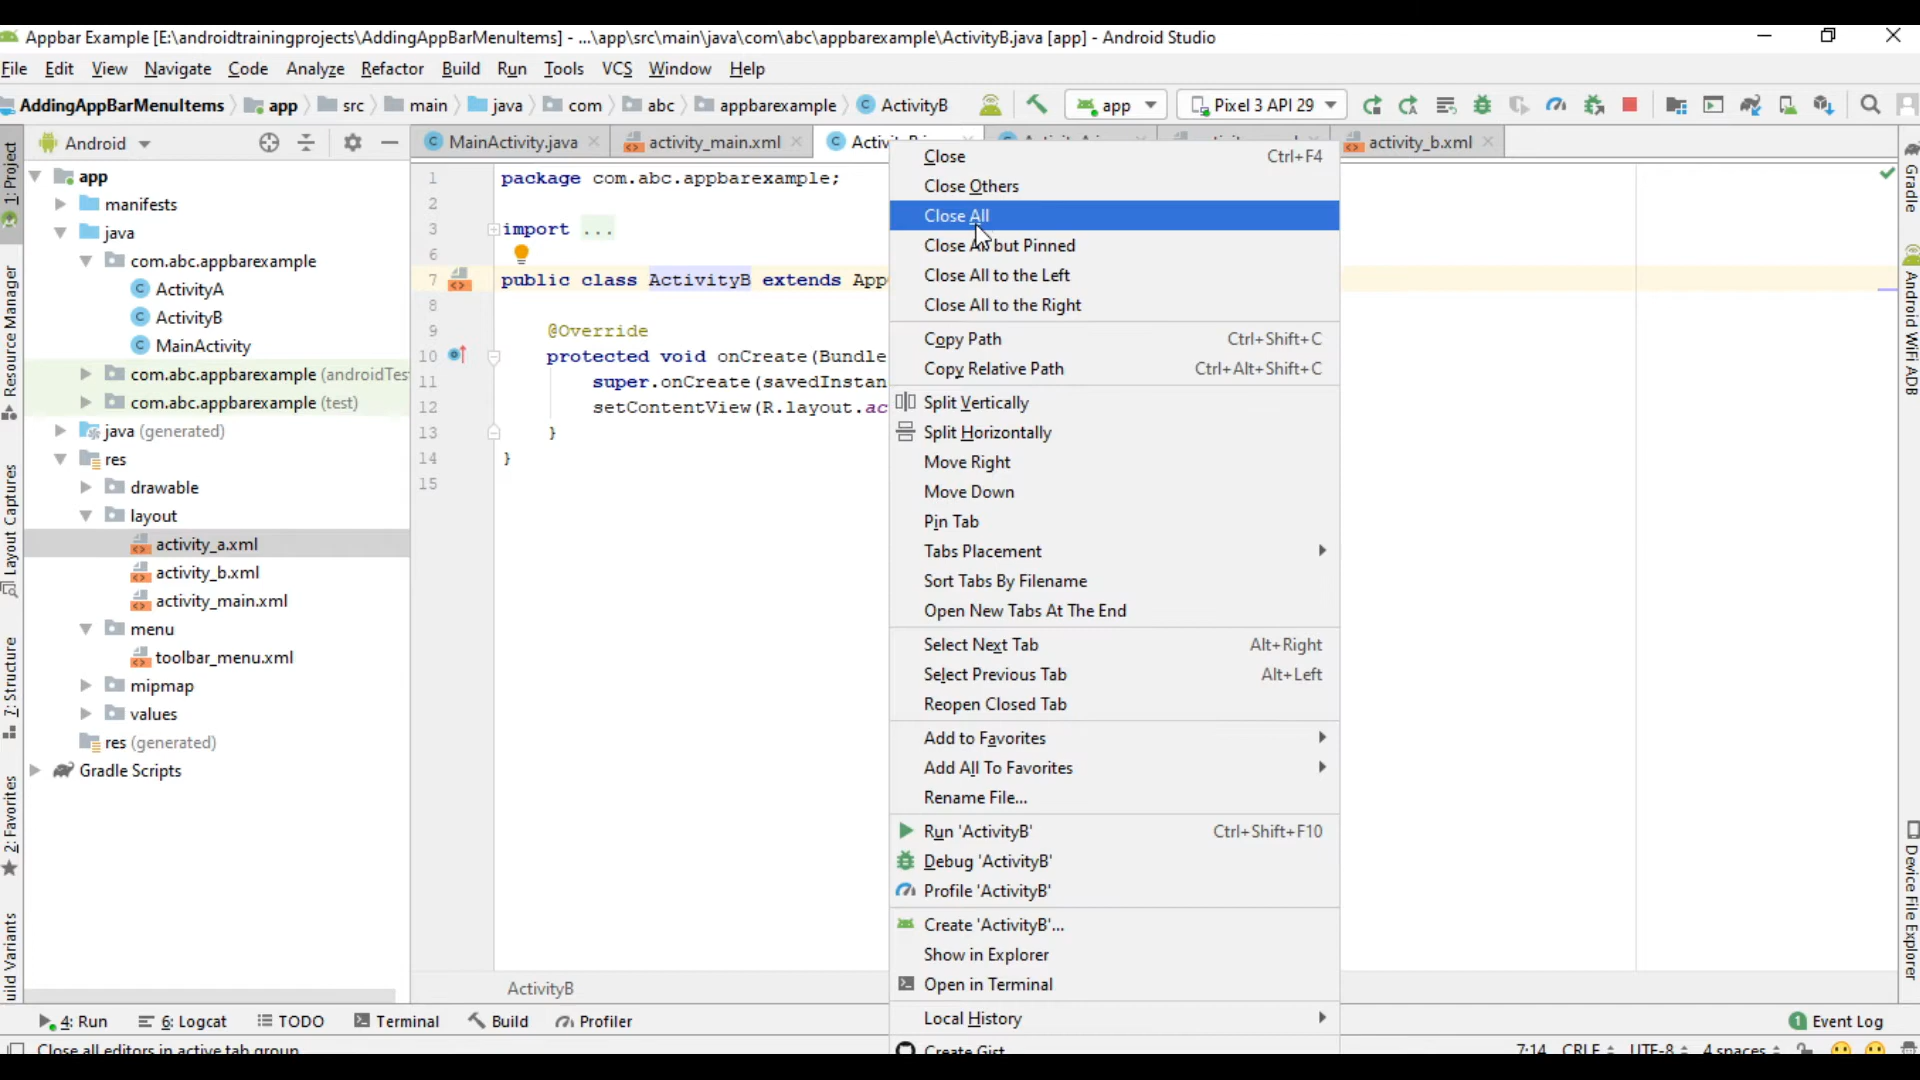 Appbar Example [E:\androidtrainingprojects\AddingAppBarMenuItems] - ...\app\src\main\java\com\abc\appbarexample\ActivityB.java [app] - Android Studio
File Edit View Navigate Code Analyze Refactor Build Run Tools VCS Window Help
AddingAppBarMenuItems app src main java com abc appbarexample ActivityB app Pixel 3 API 29
Android
MainActivity.java activity_main.xml activity_b.xml
1: Project
Resource Manager
Layout Captures
7: Structure
2: Favorites
app
manifests
java
com.abc.appbarexample
ActivityA
ActivityB
MainActivity
com.abc.appbarexample (androidTes
com.abc.appbarexample (test)
java (generated)
res
drawable
layout
activity_a.xml
activity_b.xml
activity_main.xml
menu
toolbar_menu.xml
mipmap
values
res (generated)
Gradle Scripts
1 package com.abc.appbarexample;
2
3 import ...
6
7 public class ActivityB extends App
8
9 @Override
10 protected void onCreate(Bundle
11 super.onCreate(savedInstan
12 setContentView(R.layout.ac
13 }
14 }
15
ActivityB
Close Ctrl+F4
Close Others
Close All
Close All but Pinned
Close All to the Left
Close All to the Right
Copy Path Ctrl+Shift+C
Copy Relative Path Ctrl+Alt+Shift+C
Split Vertically
Split Horizontally
Move Right
Move Down
Pin Tab
Tabs Placement
Sort Tabs By Filename
Open New Tabs At The End
Select Next Tab Alt+Right
Select Previous Tab Alt+Left
Reopen Closed Tab
Add to Favorites
Add All To Favorites
Rename File...
Run 'ActivityB' Ctrl+Shift+F10
Debug 'ActivityB'
Profile 'ActivityB'
Create 'ActivityB'...
Show in Explorer
Open in Terminal
Local History
Create Gist
Gradle
Android WiFi ADB
Device File Explorer
4: Run 6: Logcat TODO Terminal Build Profiler 1 Event Log
Close all editors in active tab group 7:14 CRLF UTF-8 4 spaces